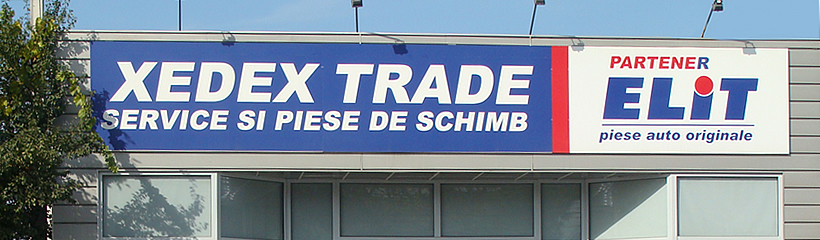 XEDEX TRADE
SERVICE SI PIESE DE SCHIMB
PARTENER
ELiT
piese auto originale